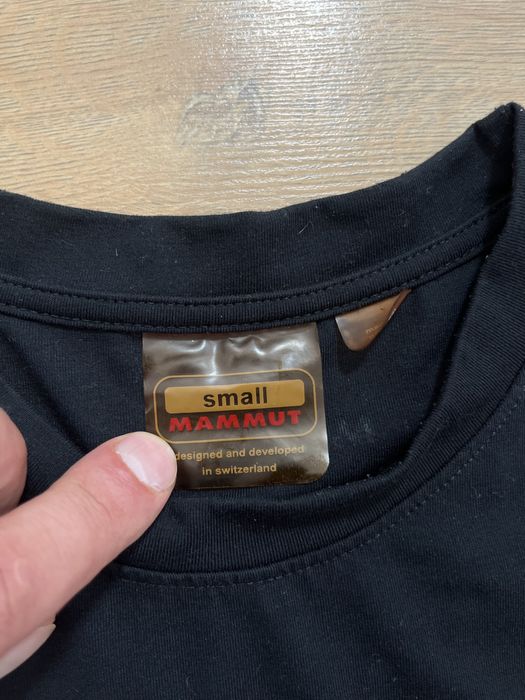 small
MAMMUT
designed and developed
in switzerland